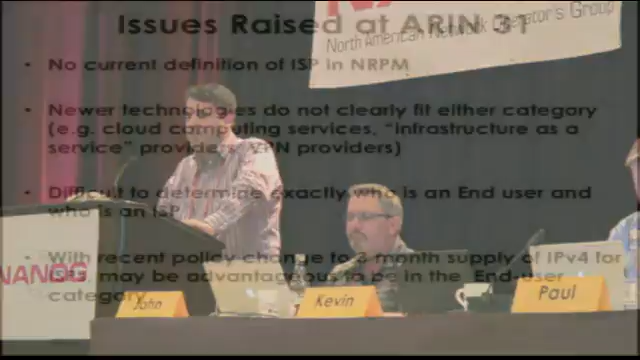 Issues Raised at ARIN 31
North American Network Operator's Group
• No current definition of ISP in NRPM
• Newer technologies do not clearly fit either category
(e.g. cloud computing services, "infrastructure as a
service" providers, VPN providers)
• Difficult to determine exactly who is an End user and
who is an ISP
• With recent policy change to 3 month supply of IPv4 for
ISPs, may be advantageous to be in the End-user
category
NANOG
John
Kevin
Paul